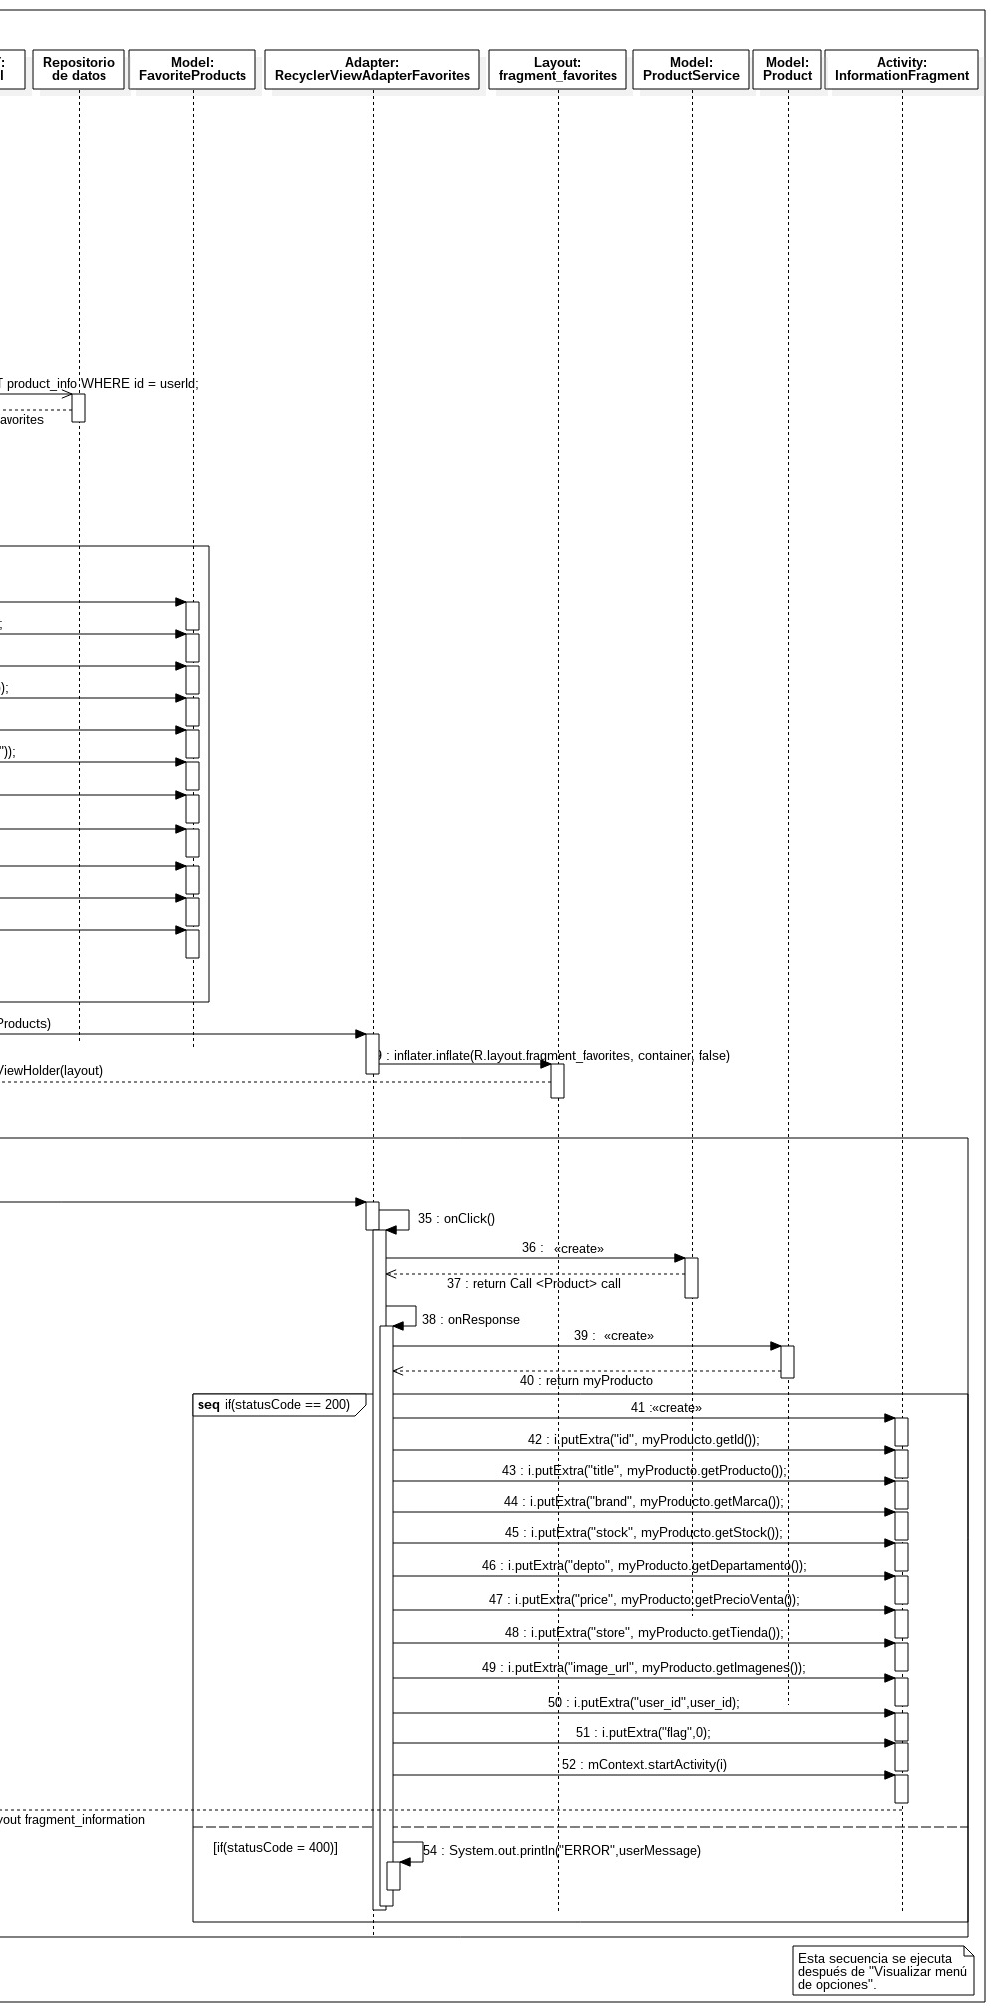 :
l
Repositorio
de datos
Model:
FavoriteProducts
Adapter:
RecyclerViewAdapterFavorites
Layout:
fragment_favorites
Model:
ProductService
Model:
Product
Activity:
InformationFragment
T product_info WHERE id = userId;
avorites
;
);
"));
Products)
9 : inflater.inflate(R.layout.fragment_favorites, container, false)
ViewHolder(layout)
35 : onClick()
36 : «create»
37 : return Call <Product> call
38 : onResponse
39 : «create»
40 : return myProducto
seq if(statusCode == 200)
41 :«create»
42 : i.putExtra("id", myProducto.getId());
43 : i.putExtra("title", myProducto.getProducto());
44 : i.putExtra("brand", myProducto.getMarca());
45 : i.putExtra("stock", myProducto.getStock());
46 : i.putExtra("depto", myProducto.getDepartamento());
47 : i.putExtra("price", myProducto.getPrecioVenta());
48 : i.putExtra("store", myProducto.getTienda());
49 : i.putExtra("image_url", myProducto.getImagenes());
50 : i.putExtra("user_id",user_id);
51 : i.putExtra("flag",0);
52 : mContext.startActivity(i)
yout fragment_information
[if(statusCode = 400)]
54 : System.out.println("ERROR",userMessage)
Esta secuencia se ejecuta
después de "Visualizar menú
de opciones".